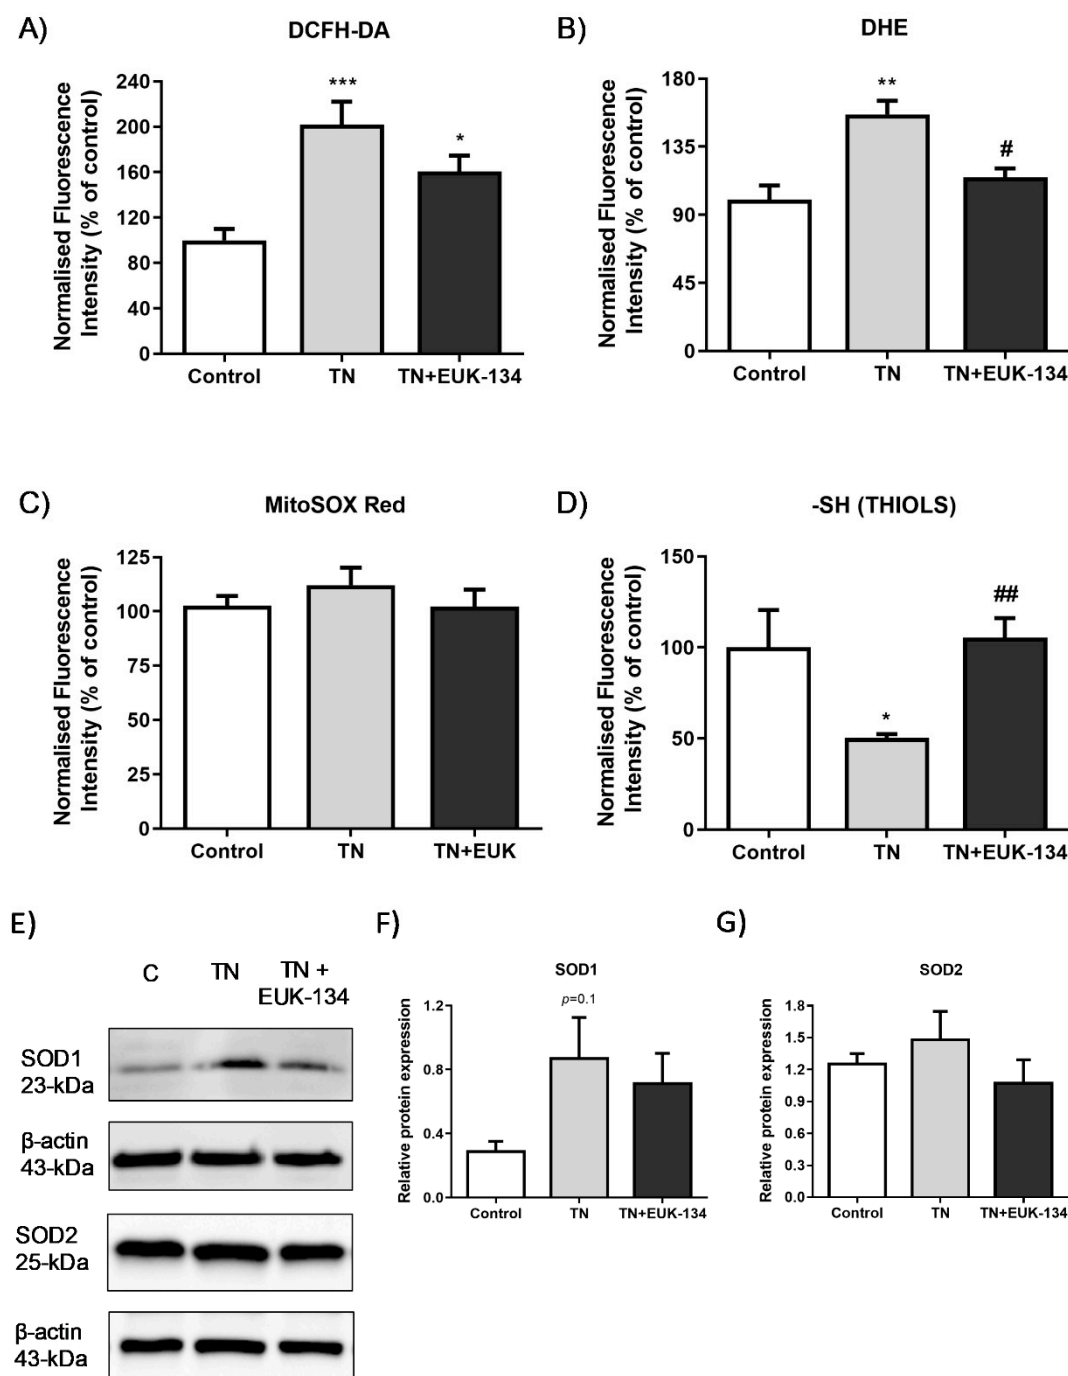 A)
DCFH-DA
Normalised Fluorescence
Intensity (% of control)
240
200
160
120
80
40
0
***
*
Control TN TN+EUK-134
B)
DHE
Normalised Fluorescence
Intensity (% of control)
180
135
90
45
0
**
#
Control TN TN+EUK-134
C)
MitoSOX Red
Normalised Fluorescence
Intensity (% of control)
125
100
75
50
25
0
Control TN TN+EUK
D)
-SH (THIOLS)
Normalised Fluorescence
Intensity (% of control)
150
100
50
0
*
##
Control TN TN+EUK-134
E)
C TN TN +
EUK-134
SOD1
23-kDa
β-actin
43-kDa
SOD2
25-kDa
β-actin
43-kDa
F)
SOD1
Relative protein expression
1.2
0.8
0.4
0.0
p=0.1
Control TN TN+EUK-134
G)
SOD2
Relative protein expression
1.8
1.5
1.2
0.9
0.6
0.3
0.0
Control TN TN+EUK-134